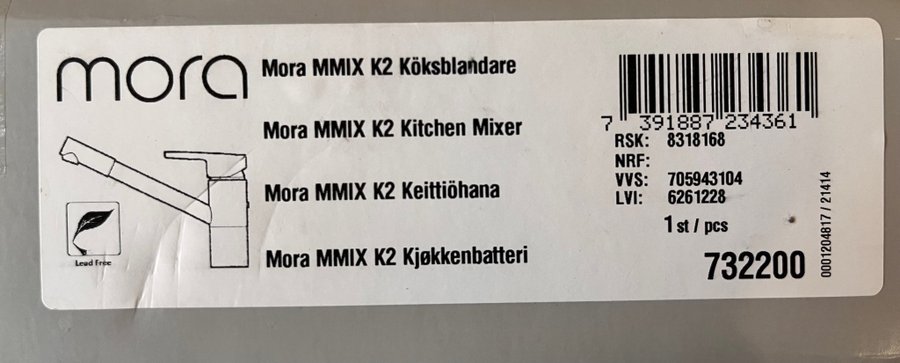 mora
Mora MMIX K2 Köksblandare
Mora MMIX K2 Kitchen Mixer
Mora MMIX K2 Keittiöhana
Mora MMIX K2 Kjøkkenbatteri
Lead Free
7 391887 234361
RSK: 8318168
NRF:
VVS: 705943104
LVI: 6261228
1 st / pcs
732200
0001204817 / 21414